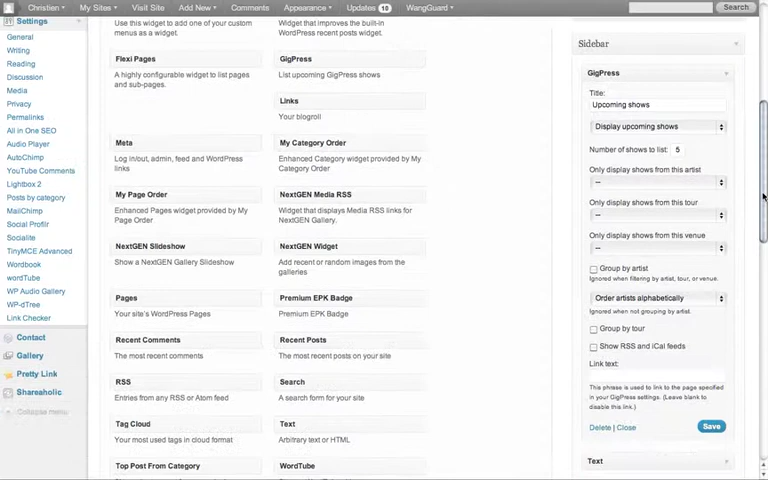 Christien
My Sites
Visit Site
Add New
Comments
Appearance
Updates 18
WangGuard
Search
Settings
General
Writing
Reading
Discussion
Media
Privacy
Permalinks
All in One SEO
Audio Player
AutoChimp
YouTube Comments
Lightbox 2
Posts by category
MailChimp
Social Profilr
Socialite
TinyMCE Advanced
Wordbook
wordTube
WP Audio Gallery
WP-dTree
Link Checker
Contact
Gallery
Pretty Link
Shareaholic
Collapse menu
Use this widget to add one of your custom
menus as a widget.
Widget that improves the built-in
WordPress recent posts widget.
Flexi Pages
A highly configurable widget to list pages
and sub-pages.
GigPress
List upcoming GigPress shows
Links
Your blogroll
Meta
Log in/out, admin, feed and WordPress
links
My Category Order
Enhanced Category widget provided by My
Category Order
My Page Order
Enhanced Pages widget provided by My
Page Order
NextGEN Media RSS
Widget that displays Media RSS links for
NextGEN Gallery.
NextGEN Slideshow
Show a NextGEN Gallery Slideshow
NextGEN Widget
Add recent or random images from the
galleries
Pages
Your site's WordPress Pages
Premium EPK Badge
Premium EPK Badge
Recent Comments
The most recent comments
Recent Posts
The most recent posts on your site
RSS
Entries from any RSS or Atom feed
Search
A search form for your site
Tag Cloud
Your most used tags in cloud format
Text
Arbitrary text or HTML
Top Post From Category
WordTube
Sidebar
GigPress
Title:
Upcoming shows
Display upcoming shows
Number of shows to list: 5
Only display shows from this artist
--
Only display shows from this tour
--
Only display shows from this venue
--
Group by artist
Ignored when filtering by artist, tour, or venue.
Order artists alphabetically
Ignored when not grouping by artist.
Group by tour
Show RSS and iCal feeds
Link text:
This phrase is used to link to the page specified
in your GigPress settings. (Leave blank to
disable this link.)
Delete | Close
Save
Text